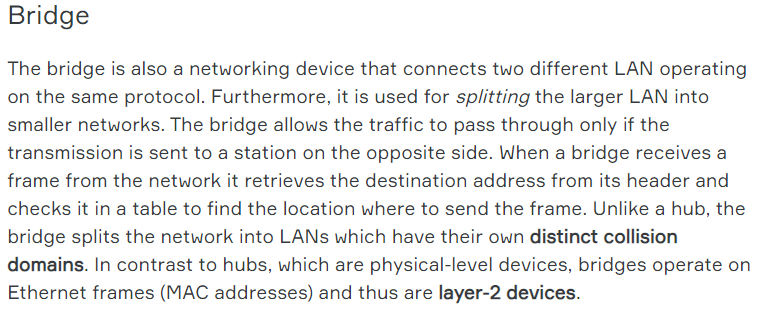 Bridge
The bridge is also a networking device that connects two different LAN operating
on the same protocol. Furthermore, it is used for splitting the larger LAN into
smaller networks. The bridge allows the traffic to pass through only if the
transmission is sent to a station on the opposite side. When a bridge receives a
frame from the network it retrieves the destination address from its header and
checks it in a table to find the location where to send the frame. Unlike a hub, the
bridge splits the network into LANs which have their own distinct collision
domains. In contrast to hubs, which are physical-level devices, bridges operate on
Ethernet frames (MAC addresses) and thus are layer-2 devices.